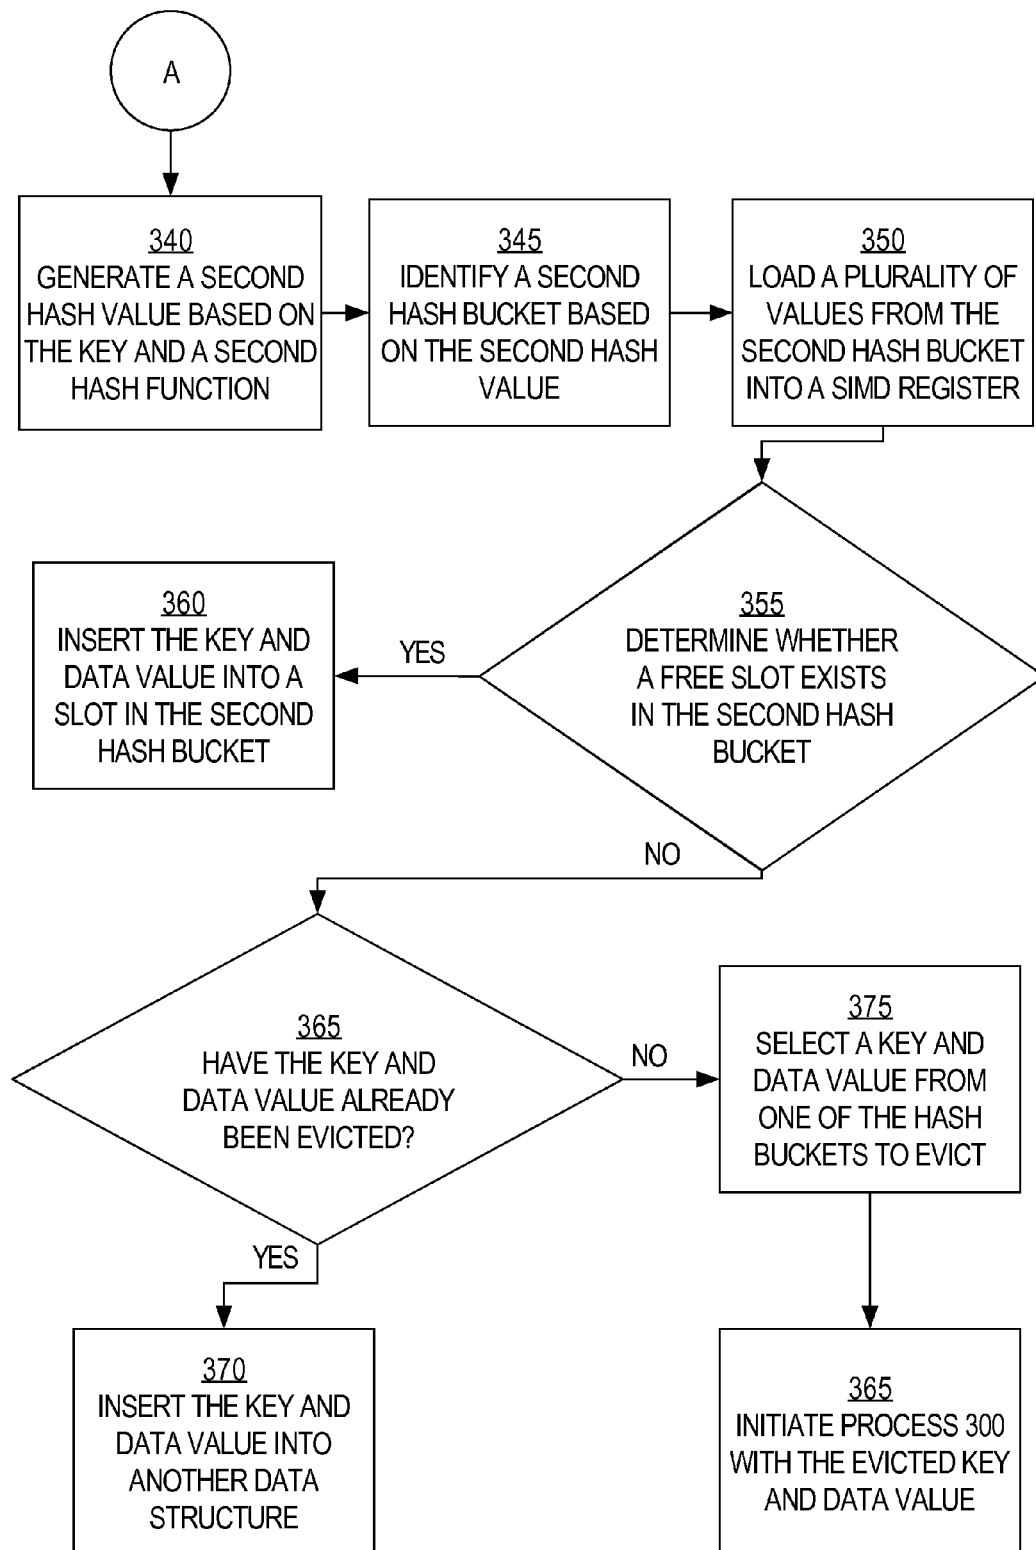 A
340
GENERATE A SECOND
HASH VALUE BASED ON
THE KEY AND A SECOND
HASH FUNCTION
345
IDENTIFY A SECOND
HASH BUCKET BASED
ON THE SECOND HASH
VALUE
350
LOAD A PLURALITY OF
VALUES FROM THE
SECOND HASH BUCKET
INTO A SIMD REGISTER
355
DETERMINE WHETHER
A FREE SLOT EXISTS
IN THE SECOND HASH
BUCKET
YES
360
INSERT THE KEY AND
DATA VALUE INTO A
SLOT IN THE SECOND
HASH BUCKET
NO
365
HAVE THE KEY AND
DATA VALUE ALREADY
BEEN EVICTED?
NO
375
SELECT A KEY AND
DATA VALUE FROM
ONE OF THE HASH
BUCKETS TO EVICT
YES
370
INSERT THE KEY AND
DATA VALUE INTO
ANOTHER DATA
STRUCTURE
365
INITIATE PROCESS 300
WITH THE EVICTED KEY
AND DATA VALUE